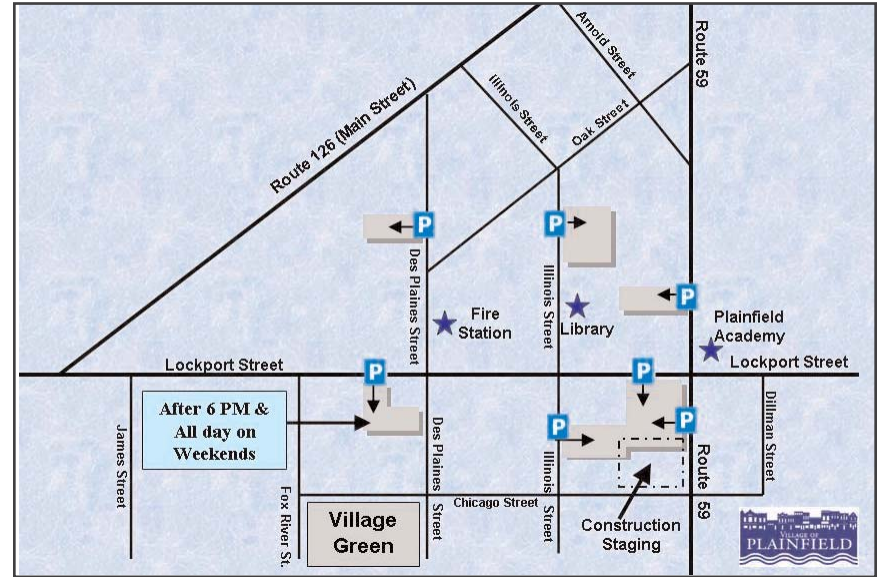 Arnold Street
Route 59
Illinois Street
Oak Street
Route 126 (Main Street)
P
P
Des Plaines Street
Illinois Street
P
Fire
Station
Library
Plainfield
Academy
Lockport Street
Lockport Street
P
P
After 6 PM &
All day on
Weekends
P
P
James Street
Fox River St.
Des Plaines Street
Illinois Street
Route 59
Dillman Street
Chicago Street
Village
Green
Construction
Staging
VILLAGE OF
PLAINFIELD